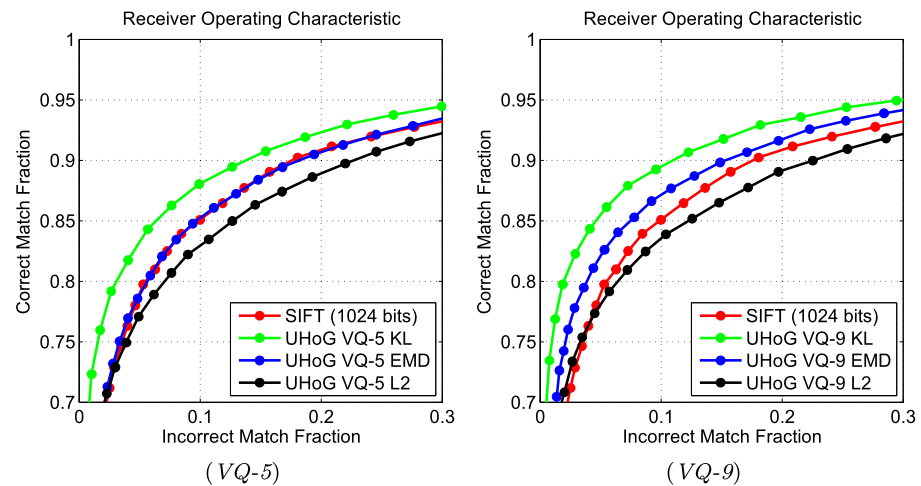 Receiver Operating Characteristic
1
0.95
0.9
0.85
0.8
0.75
0.7
Correct Match Fraction
SIFT (1024 bits)
UHoG VQ-5 KL
UHoG VQ-5 EMD
UHoG VQ-5 L2
0
0.1
0.2
0.3
Incorrect Match Fraction
(VQ-5)
Receiver Operating Characteristic
1
0.95
0.9
0.85
0.8
0.75
0.7
Correct Match Fraction
SIFT (1024 bits)
UHoG VQ-9 KL
UHoG VQ-9 EMD
UHoG VQ-9 L2
0
0.1
0.2
0.3
Incorrect Match Fraction
(VQ-9)